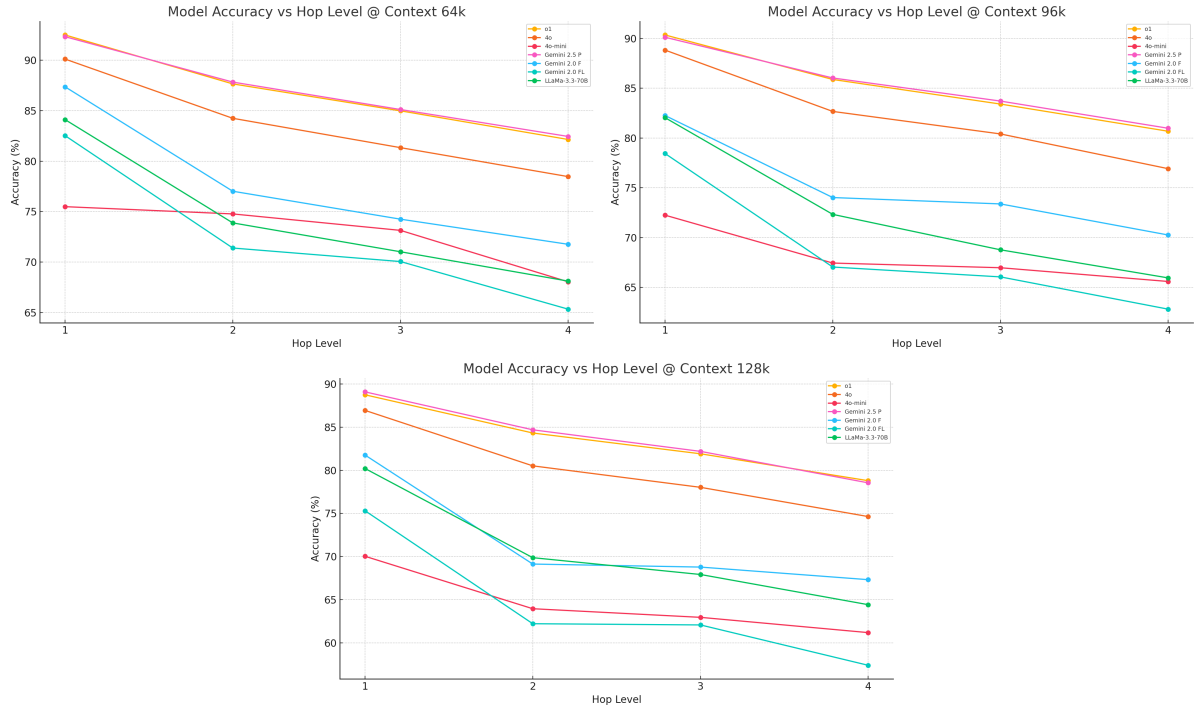 Model Accuracy vs Hop Level @ Context 64k
Accuracy (%)
90
85
80
75
70
65
1 2 3 4
Hop Level
o1
4o
4o-mini
Gemini 2.5 P
Gemini 2.0 F
Gemini 2.0 FL
LLaMa-3.3-70B
Model Accuracy vs Hop Level @ Context 96k
Accuracy (%)
90
85
80
75
70
65
1 2 3 4
Hop Level
o1
4o
4o-mini
Gemini 2.5 P
Gemini 2.0 F
Gemini 2.0 FL
LLaMa-3.3-70B
Model Accuracy vs Hop Level @ Context 128k
Accuracy (%)
90
85
80
75
70
65
60
1 2 3 4
Hop Level
o1
4o
4o-mini
Gemini 2.5 P
Gemini 2.0 F
Gemini 2.0 FL
LLaMa-3.3-70B